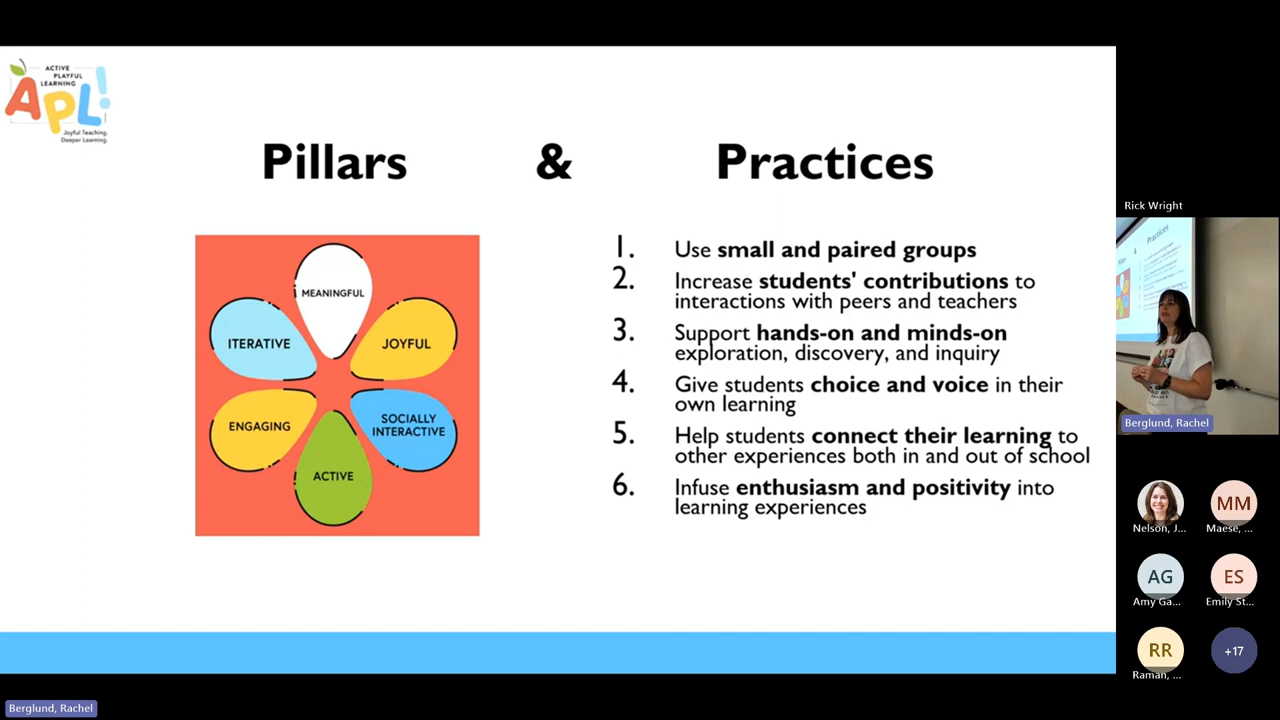 ACTIVE
PLAYFUL
LEARNING
APL!
Joyful Teaching.
Deeper Learning.
Pillars & Practices
MEANINGFUL
ITERATIVE
JOYFUL
ENGAGING
SOCIALLY
INTERACTIVE
ACTIVE
1. Use small and paired groups
2. Increase students' contributions to
interactions with peers and teachers
3. Support hands-on and minds-on
exploration, discovery, and inquiry
4. Give students choice and voice in their
own learning
5. Help students connect their learning to
other experiences both in and out of school
6. Infuse enthusiasm and positivity into
learning experiences
Rick Wright
Practices
Berglund, Rachel
Nelson, J...
MM
Maese, ...
AG
Amy Ga...
ES
Emily St...
RR
Raman, ...
+17
Berglund, Rachel